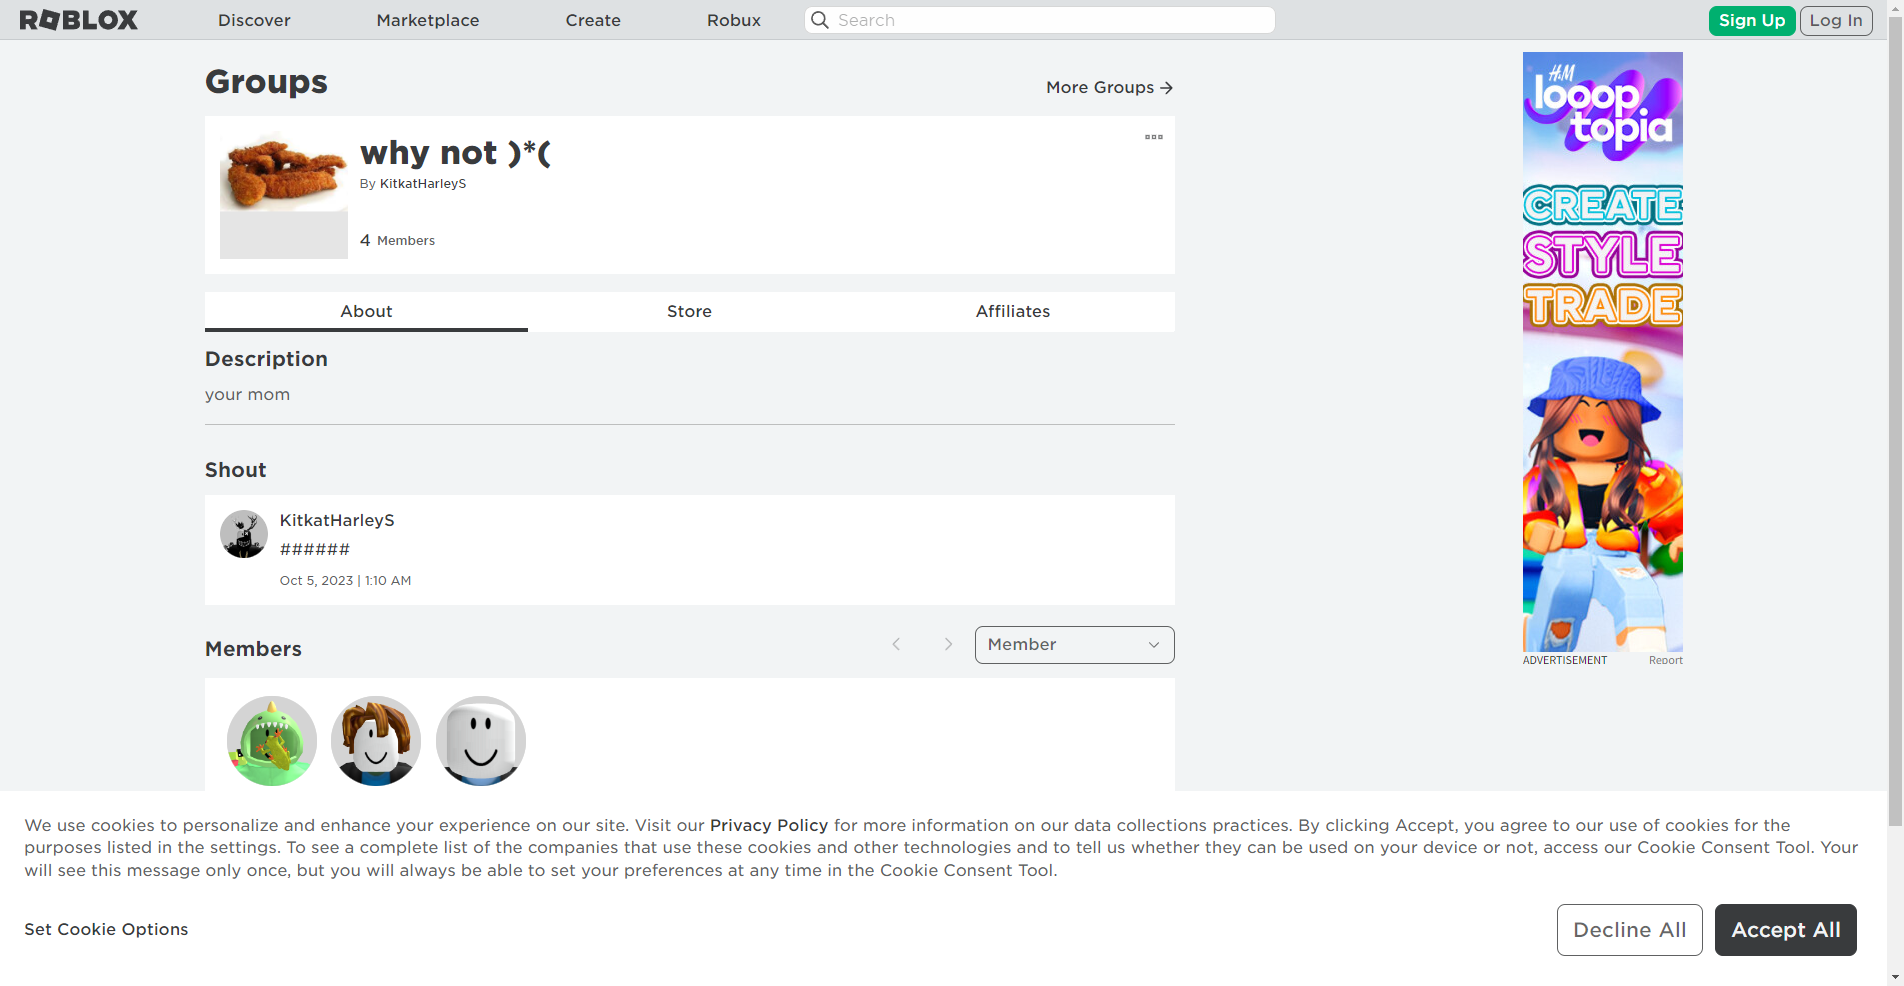 ROBLOX
Discover
Marketplace
Create
Robux
Search
Sign Up
Log In
Groups
More Groups
why not )*(
By KitkatHarleyS
4 Members
About
Store
Affiliates
Description
your mom
Shout
KitkatHarleyS
######
Oct 5, 2023 | 1:10 AM
Members
Member
H&M
looop
topia
CREATE
STYLE
TRADE
ADVERTISEMENT
Report
We use cookies to personalize and enhance your experience on our site. Visit our Privacy Policy for more information on our data collections practices. By clicking Accept, you agree to our use of cookies for the
purposes listed in the settings. To see a complete list of the companies that use these cookies and other technologies and to tell us whether they can be used on your device or not, access our Cookie Consent Tool. Your
will see this message only once, but you will always be able to set your preferences at any time in the Cookie Consent Tool.
Set Cookie Options
Decline All
Accept All